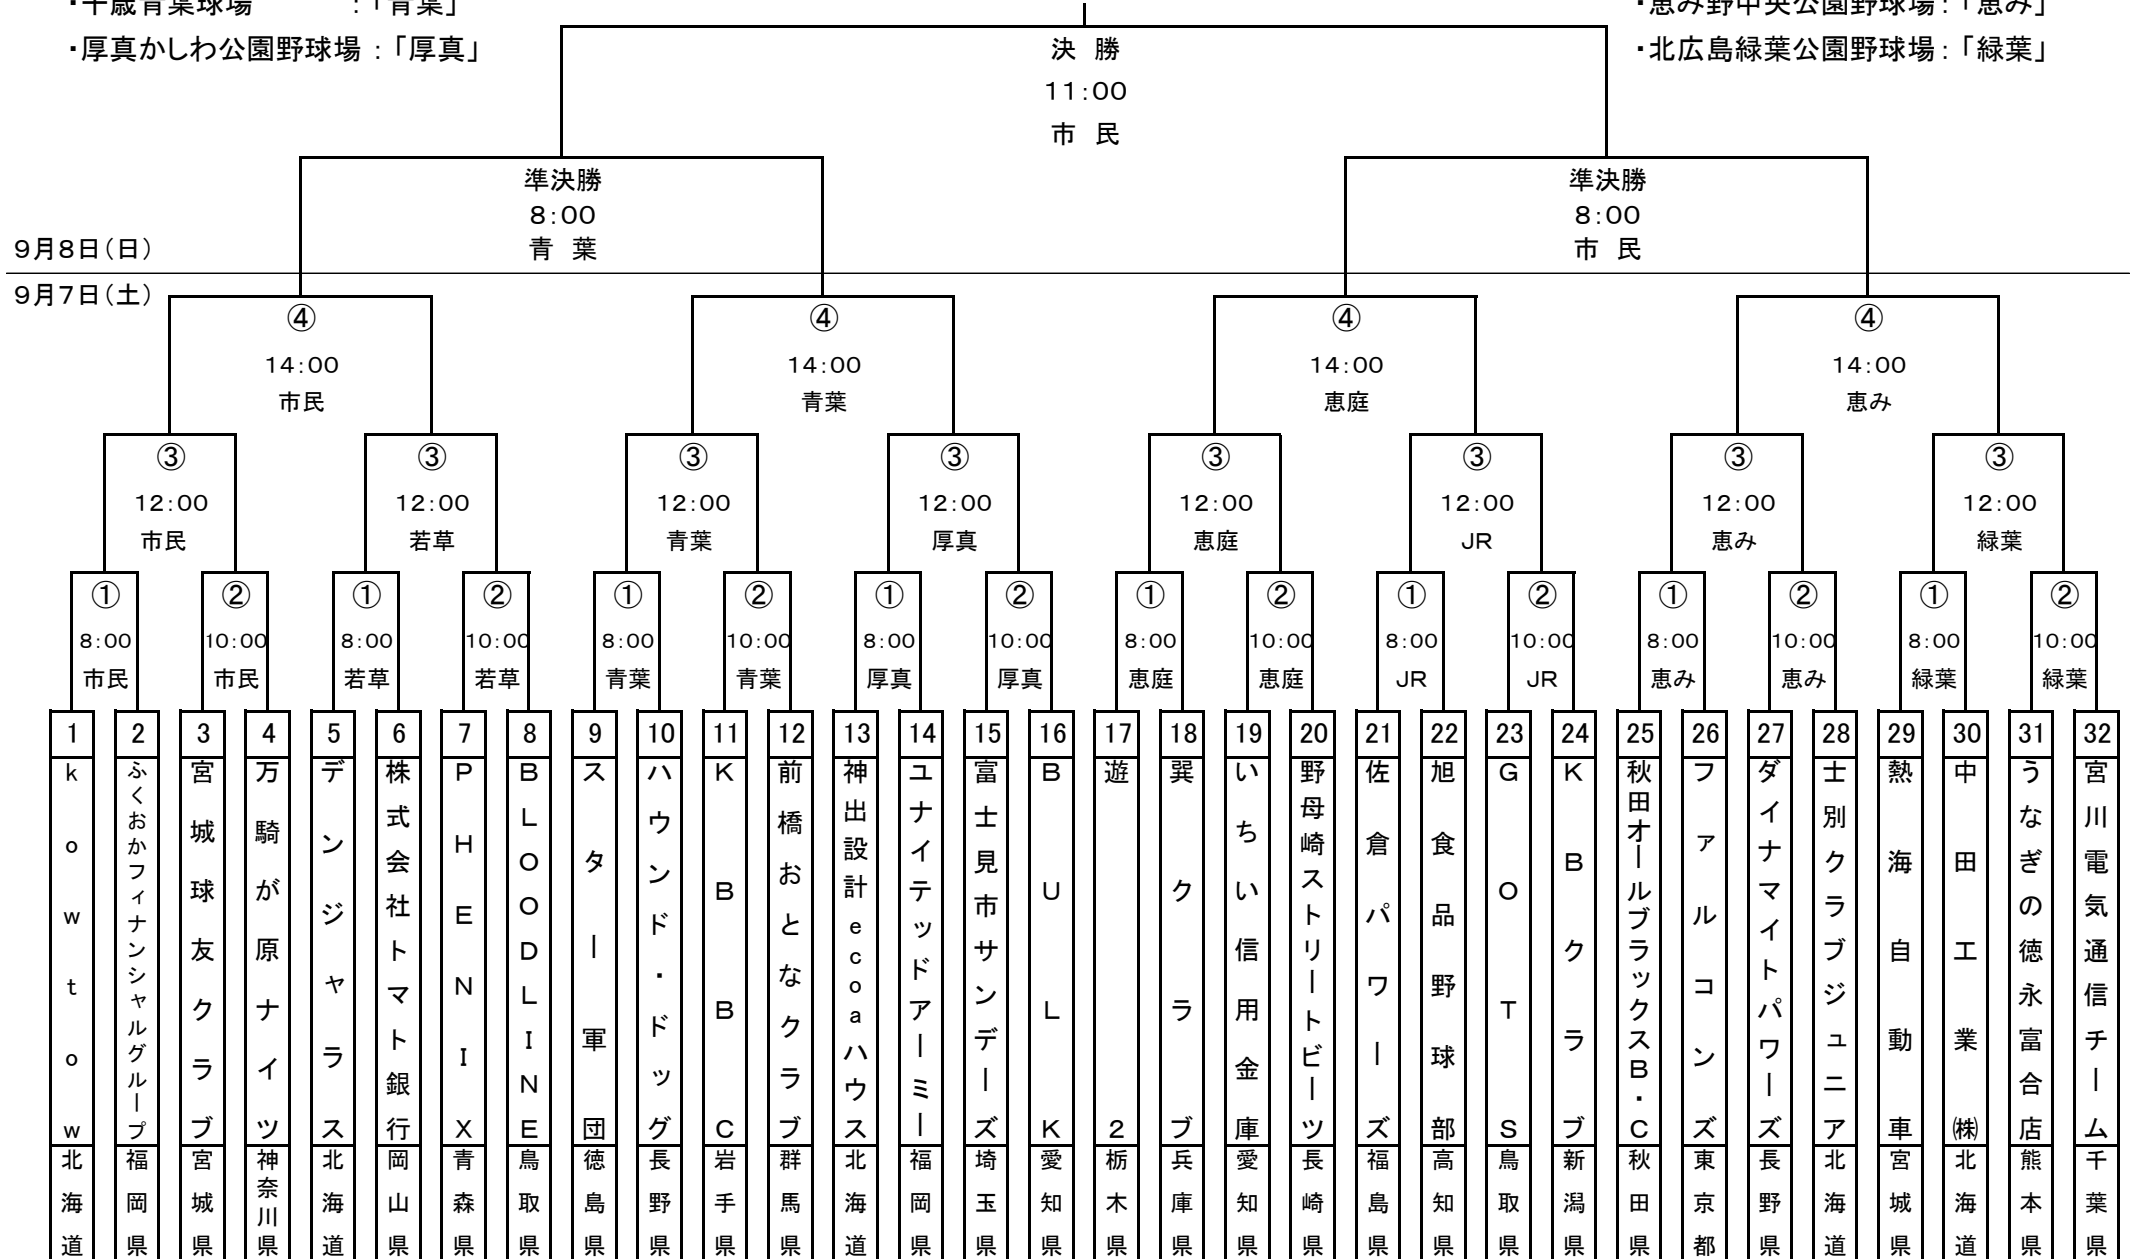 ・千歳青葉球場 ：「青葉」
・恵み野中央公園野球場：「恵み」
・厚真かしわ公園野球場 ：「厚真」
・北広島緑葉公園野球場：「緑葉」
決 勝
11:00
市 民
準決勝 準決勝
8:00 8:00
青 葉 市 民
9月8日(日)
9月7日(土)
④ ④ ④ ④
14:00 14:00 14:00 14:00
市民 青葉 恵庭 恵み
③ ③ ③ ③ ③ ③ ③ ③
12:00 12:00 12:00 12:00 12:00 12:00 12:00 12:00
市民 若草 青葉 厚真 恵庭 JR 恵み 緑葉
① ② ① ② ① ② ① ② ① ② ① ② ① ② ① ②
8:00 10:00 8:00 10:00 8:00 10:00 8:00 10:00 8:00 10:00 8:00 10:00 8:00 10:00 8:00 10:00
市民 市民 若草 若草 青葉 青葉 厚真 厚真 恵庭 恵庭 JR JR 恵み 恵み 緑葉 緑葉
1 kowtow 北海道
2 ふくおかフィナンシャルグループ 福岡県
3 宮城球友クラブ 宮城県
4 万騎が原ナイツ 神奈川県
5 デンジャラス 北海道
6 株式会社トマト銀行 岡山県
7 PHENIX 青森県
8 BLOODLINE 鳥取県
9 スター軍団 徳島県
10 ハウンド・ドッグ 長野県
11 KBBC 岩手県
12 前橋おとなクラブ 群馬県
13 神出設計ecoaハウス 北海道
14 ユナイテッドアーミー 福岡県
15 富士見市サンデーズ 埼玉県
16 BULK 愛知県
17 遊2 栃木県
18 巽クラブ 兵庫県
19 いちい信用金庫 愛知県
20 野母崎ストリートビーツ 長崎県
21 佐倉パワーズ 福島県
22 旭食品野球部 高知県
23 GOTS 鳥取県
24 Kクラブ 新潟県
25 秋田オールブラックスB・C 秋田県
26 ファルコンズ 東京都
27 ダイナマイトパワーズ 長野県
28 士別クラブジュニア 北海道
29 熱海自動車 宮城県
30 中田工業㈱ 北海道
31 うなぎの徳永富合店 熊本県
32 宮川電気通信チーム 千葉県